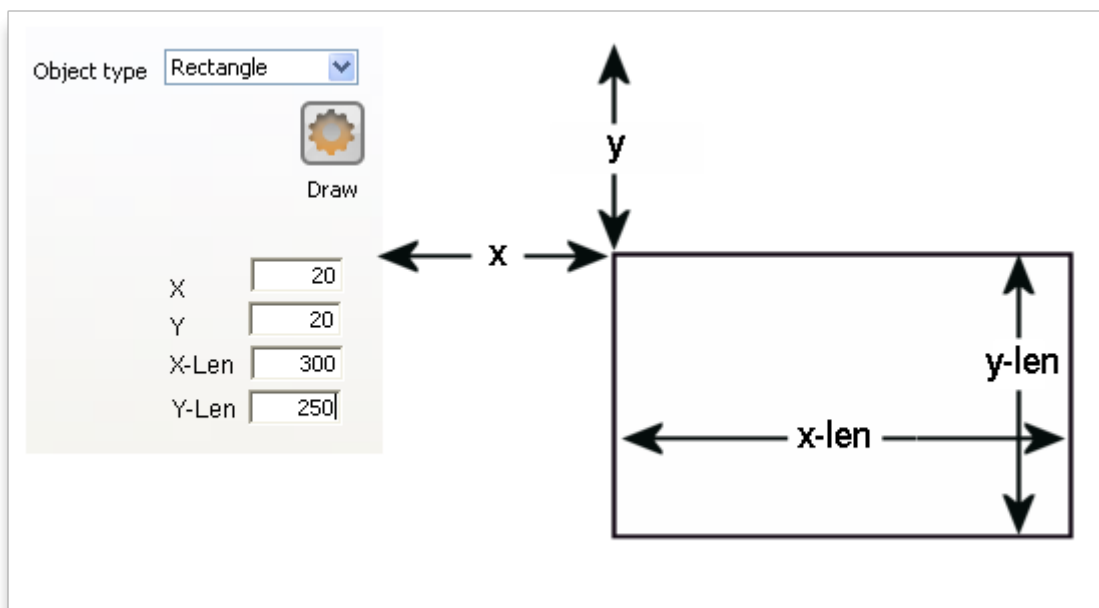 Object type Rectangle
Draw
X 20
Y 20
X-Len 300
Y-Len 250
y
x
y-len
x-len